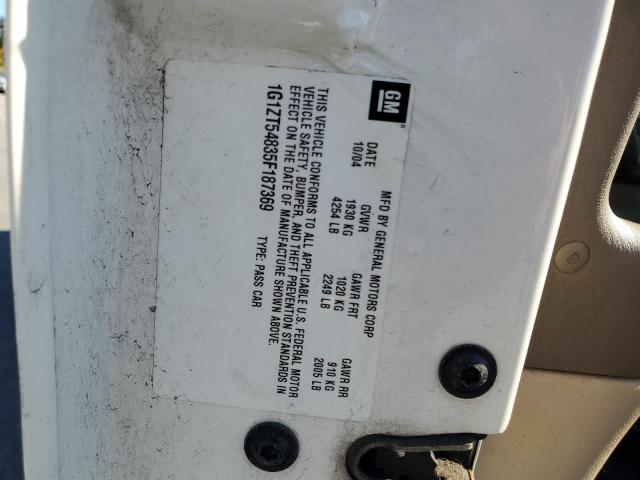 GM
MFD BY GENERAL MOTORS CORP
DATE GVWR GAWR FRT GAWR RR
10/04 1930 KG 1020 KG 910 KG
4254 LB 2249 LB 2005 LB
THIS VEHICLE CONFORMS TO ALL APPLICABLE U.S. FEDERAL MOTOR
VEHICLE SAFETY, BUMPER, AND THEFT PREVENTION STANDARDS IN
EFFECT ON THE DATE OF MANUFACTURE SHOWN ABOVE.
1G1ZT54835F187369 TYPE: PASS CAR